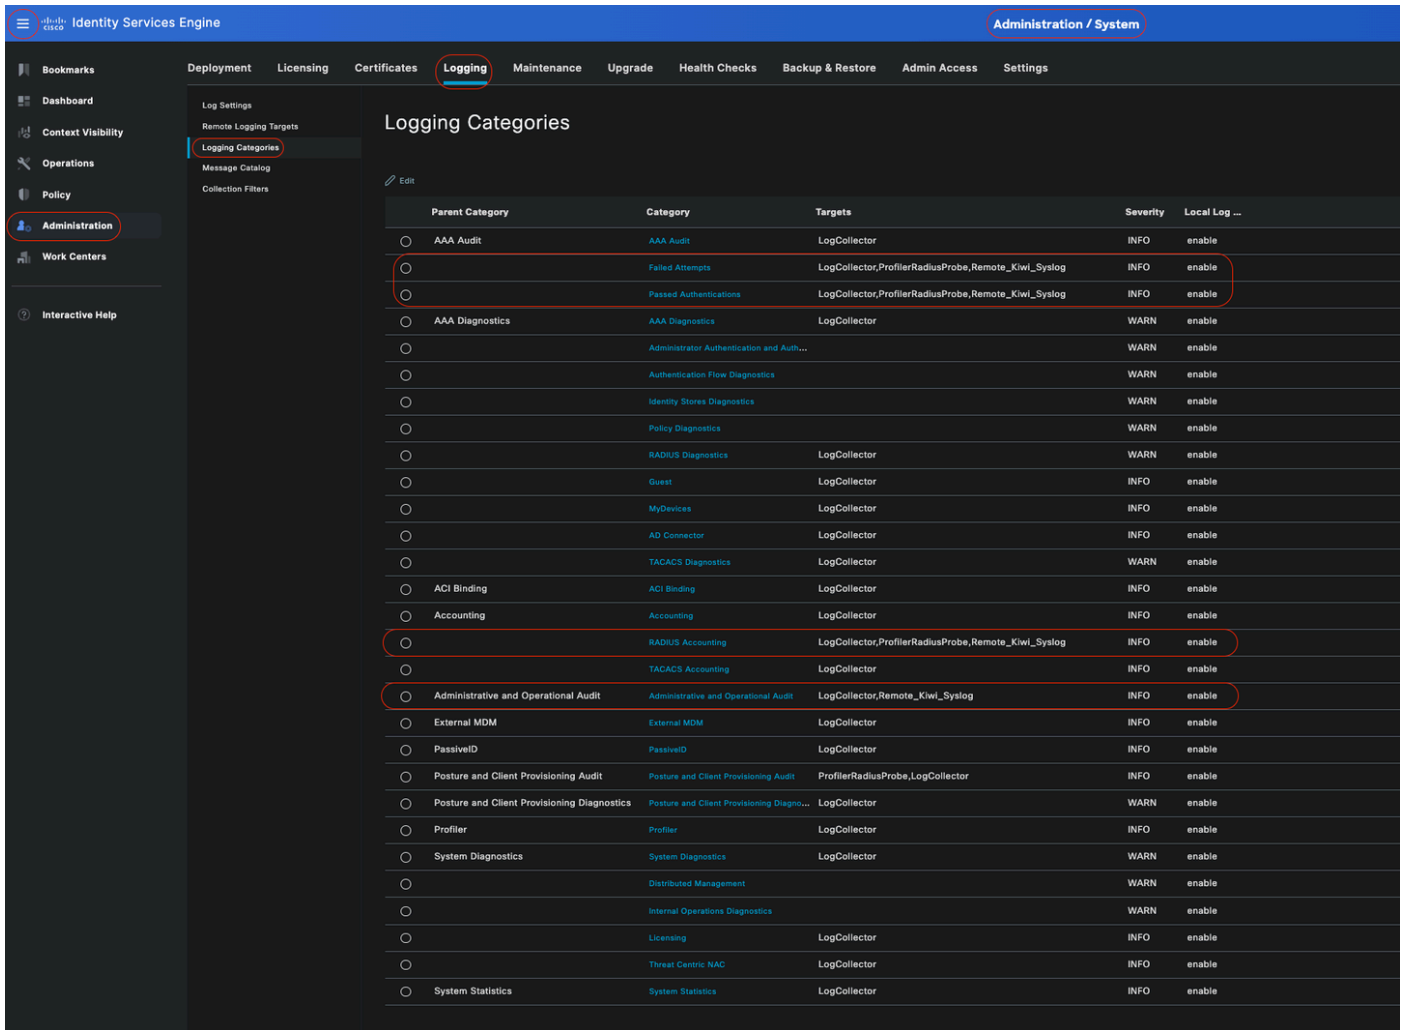 cisco Identity Services Engine
Administration / System
Bookmarks
Dashboard
Context Visibility
Operations
Policy
Administration
Work Centers
Interactive Help
Deployment Licensing Certificates Logging Maintenance Upgrade Health Checks Backup & Restore Admin Access Settings
Log Settings
Remote Logging Targets
Logging Categories
Message Catalog
Collection Filters
Logging Categories
Edit
Parent Category Category Targets Severity Local Log ...
AAA Audit AAA Audit LogCollector INFO enable
Failed Attempts LogCollector,ProfilerRadiusProbe,Remote_Kiwi_Syslog INFO enable
Passed Authentications LogCollector,ProfilerRadiusProbe,Remote_Kiwi_Syslog INFO enable
AAA Diagnostics AAA Diagnostics LogCollector WARN enable
Administrator Authentication and Auth... WARN enable
Authentication Flow Diagnostics WARN enable
Identity Stores Diagnostics WARN enable
Policy Diagnostics WARN enable
RADIUS Diagnostics LogCollector WARN enable
Guest LogCollector INFO enable
MyDevices LogCollector INFO enable
AD Connector LogCollector INFO enable
TACACS Diagnostics LogCollector WARN enable
ACI Binding ACI Binding LogCollector INFO enable
Accounting Accounting LogCollector INFO enable
RADIUS Accounting LogCollector,ProfilerRadiusProbe,Remote_Kiwi_Syslog INFO enable
TACACS Accounting LogCollector INFO enable
Administrative and Operational Audit Administrative and Operational Audit LogCollector,Remote_Kiwi_Syslog INFO enable
External MDM External MDM LogCollector INFO enable
PassiveID PassiveID LogCollector INFO enable
Posture and Client Provisioning Audit Posture and Client Provisioning Audit ProfilerRadiusProbe,LogCollector INFO enable
Posture and Client Provisioning Diagnostics Posture and Client Provisioning Diagno... LogCollector WARN enable
Profiler Profiler LogCollector INFO enable
System Diagnostics System Diagnostics LogCollector WARN enable
Distributed Management WARN enable
Internal Operations Diagnostics WARN enable
Licensing LogCollector INFO enable
Threat Centric NAC LogCollector INFO enable
System Statistics System Statistics LogCollector INFO enable